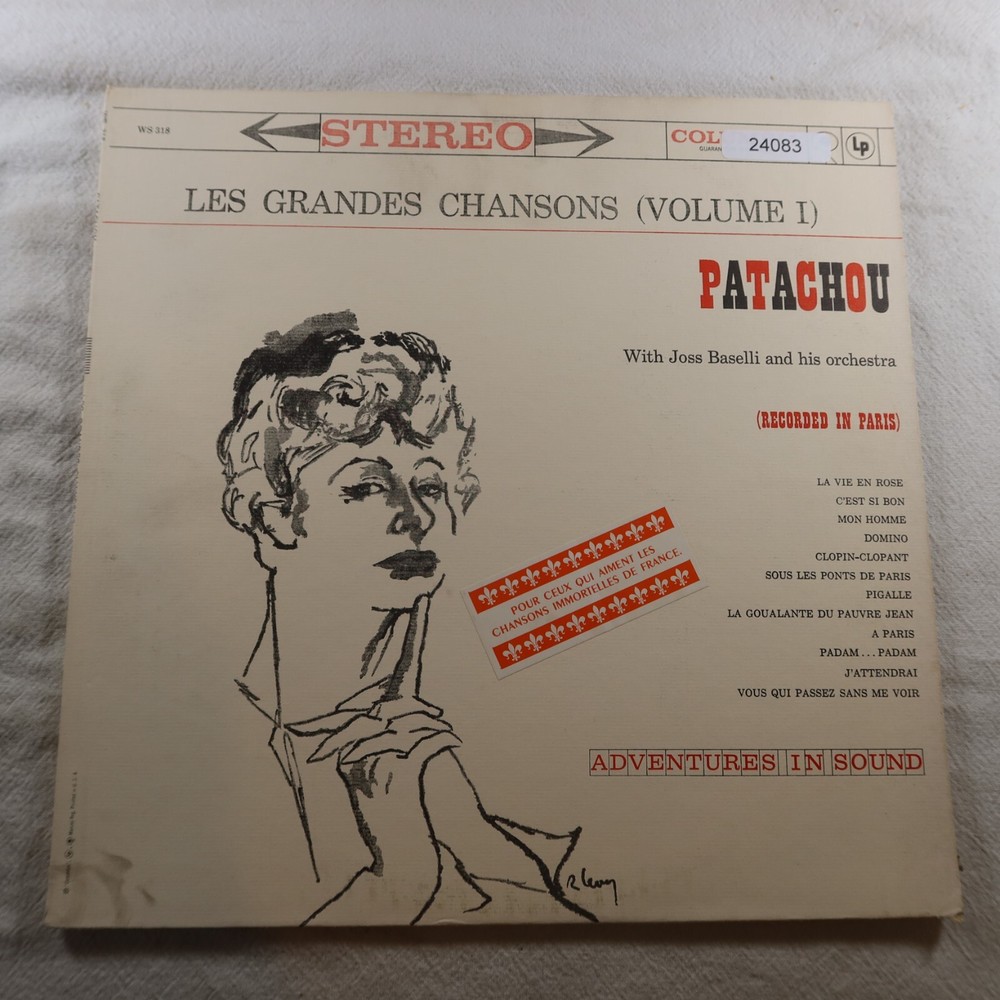 WS 318
STEREO
COL
GUARAN
24083
Lp
LES GRANDES CHANSONS (VOLUME I)
PATACHOU
With Joss Baselli and his orchestra
(RECORDED IN PARIS)
LA VIE EN ROSE
C'EST SI BON
MON HOMME
DOMINO
CLOPIN-CLOPANT
SOUS LES PONTS DE PARIS
PIGALLE
LA GOUALANTE DU PAUVRE JEAN
A PARIS
PADAM...PADAM
J'ATTENDRAI
VOUS QUI PASSEZ SANS ME VOIR
POUR CEUX QUI AIMENT LES
CHANSONS IMMORTELLES DE FRANCE.
ADVENTURES IN SOUND